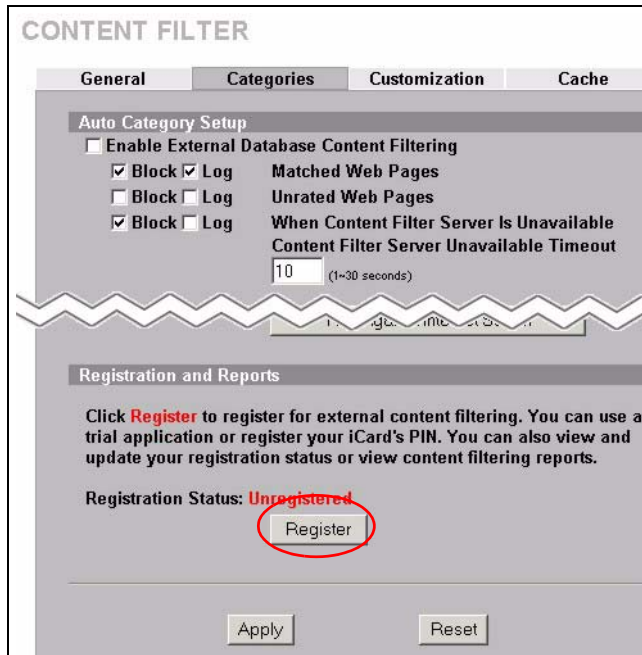 CONTENT FILTER
General Categories Customization Cache
Auto Category Setup
Enable External Database Content Filtering
Block Log Matched Web Pages
Block Log Unrated Web Pages
Block Log When Content Filter Server Is Unavailable
Content Filter Server Unavailable Timeout
10 (1~30 seconds)
Registration and Reports
Click Register to register for external content filtering. You can use a
trial application or register your iCard's PIN. You can also view and
update your registration status or view content filtering reports.
Registration Status: Unregistered
Register
Apply Reset